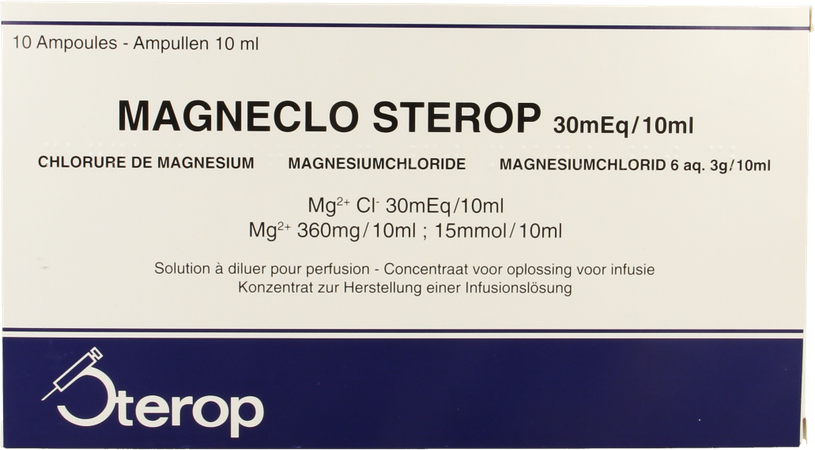 10 Ampoules - Ampullen 10 ml
MAGNECLO STEROP 30mEq/10ml
CHLORURE DE MAGNESIUM MAGNESIUMCHLORIDE MAGNESIUMCHLORID 6 aq. 3g/10ml
Mg²⁺ Cl⁻ 30mEq/10ml
Mg²⁺ 360mg/10ml ; 15mmol/10ml
Solution à diluer pour perfusion - Concentraat voor oplossing voor infusie
Konzentrat zur Herstellung einer Infusionslösung
Sterop